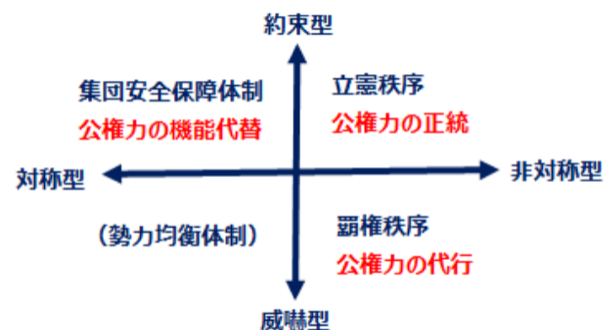 約束型
集団安全保障体制
公権力の機能代替
立憲秩序
公権力の正統
対称型
非対称型
（勢力均衡体制）
覇権秩序
公権力の代行
威嚇型